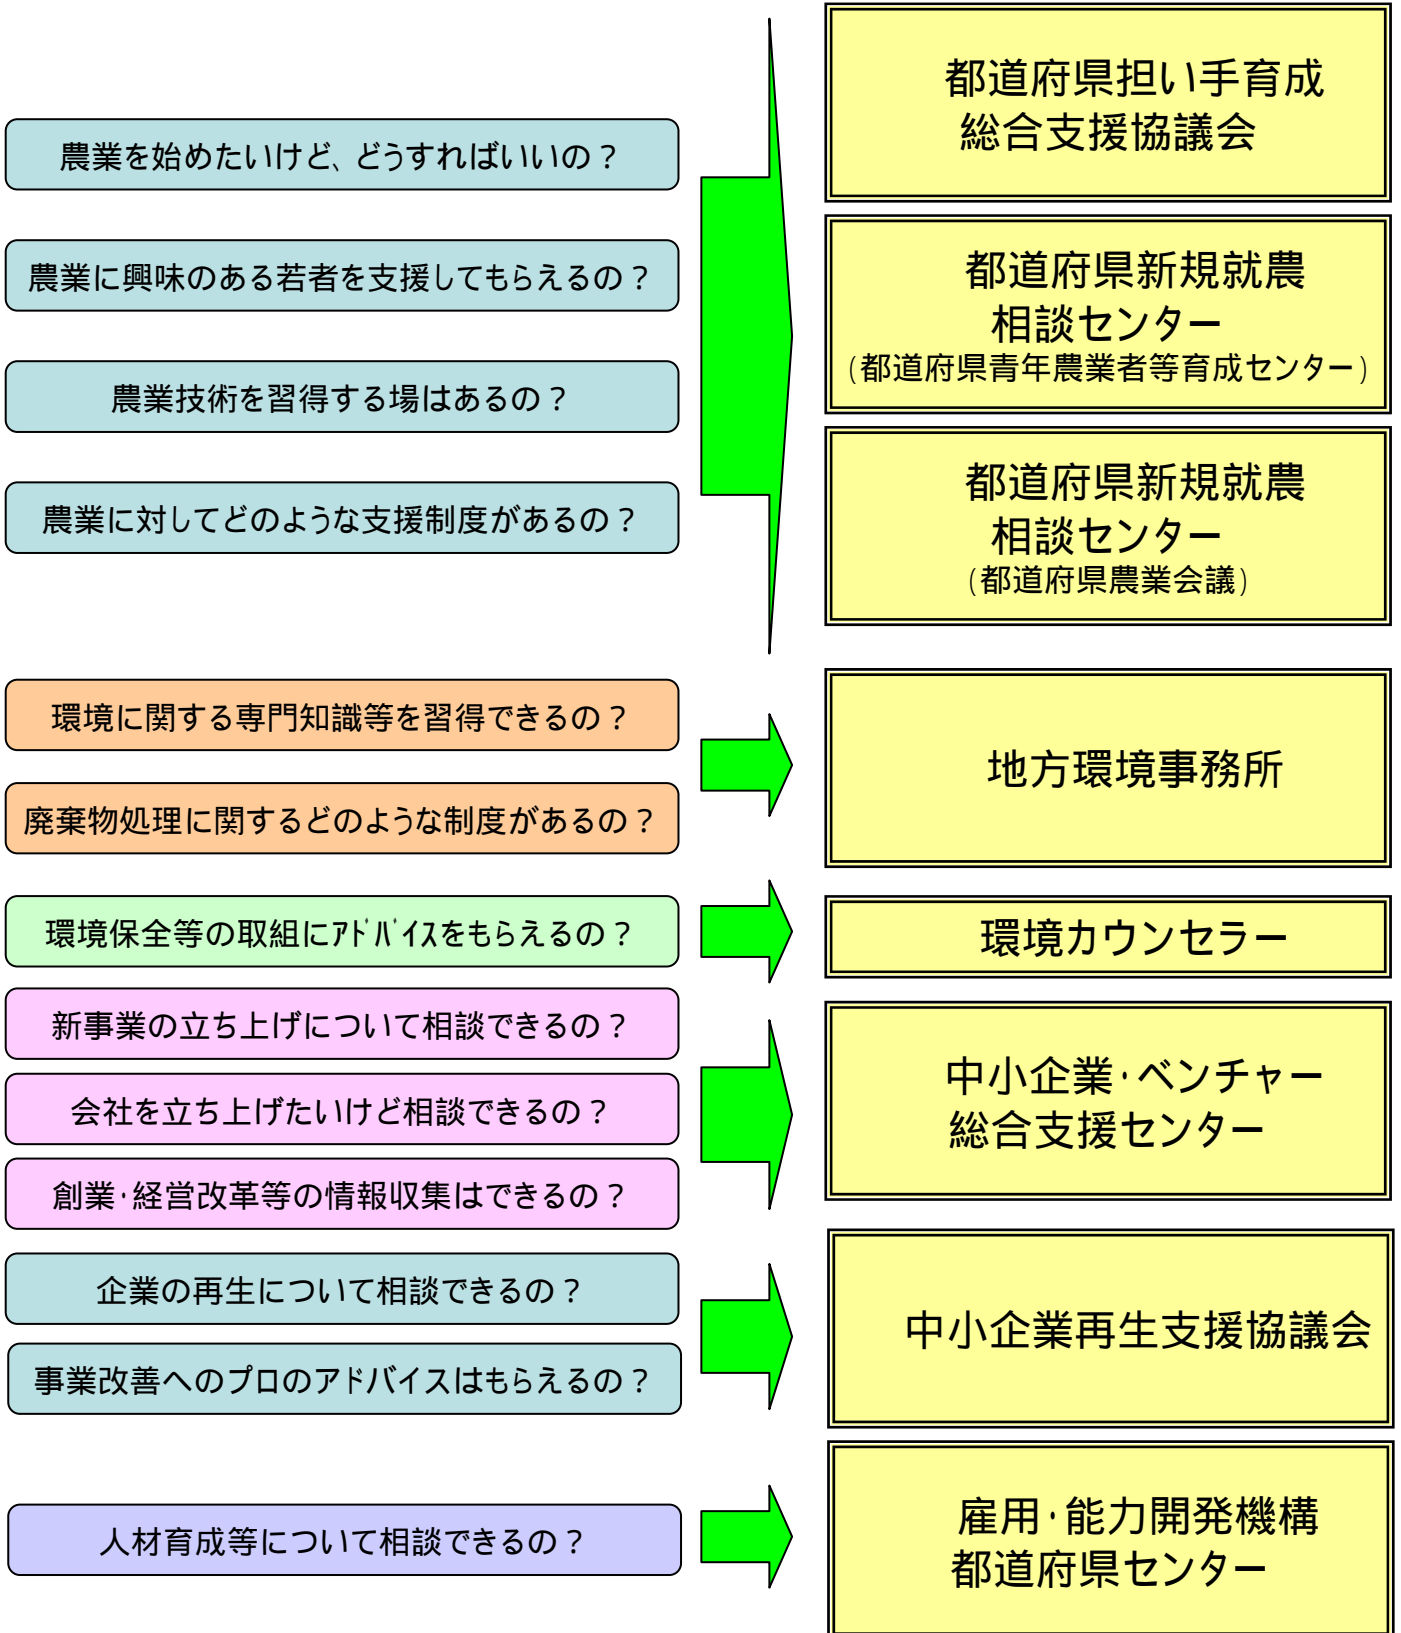 農業を始めたいけど、どうすればいいの？
農業に興味のある若者を支援してもらえるの？
農業技術を習得する場はあるの？
農業に対してどのような支援制度があるの？
都道府県担い手育成
総合支援協議会
都道府県新規就農
相談センター
（都道府県青年農業者等育成センター）
都道府県新規就農
相談センター
（都道府県農業会議）
環境に関する専門知識等を習得できるの？
廃棄物処理に関するどのような制度があるの？
地方環境事務所
環境保全等の取組にｱﾄﾞﾊﾞｲｽをもらえるの？
環境カウンセラー
新事業の立ち上げについて相談できるの？
会社を立ち上げたいけど相談できるの？
創業・経営改革等の情報収集はできるの？
中小企業・ベンチャー
総合支援センター
企業の再生について相談できるの？
事業改善へのプロのアドバイスはもらえるの？
中小企業再生支援協議会
人材育成等について相談できるの？
雇用・能力開発機構
都道府県センター